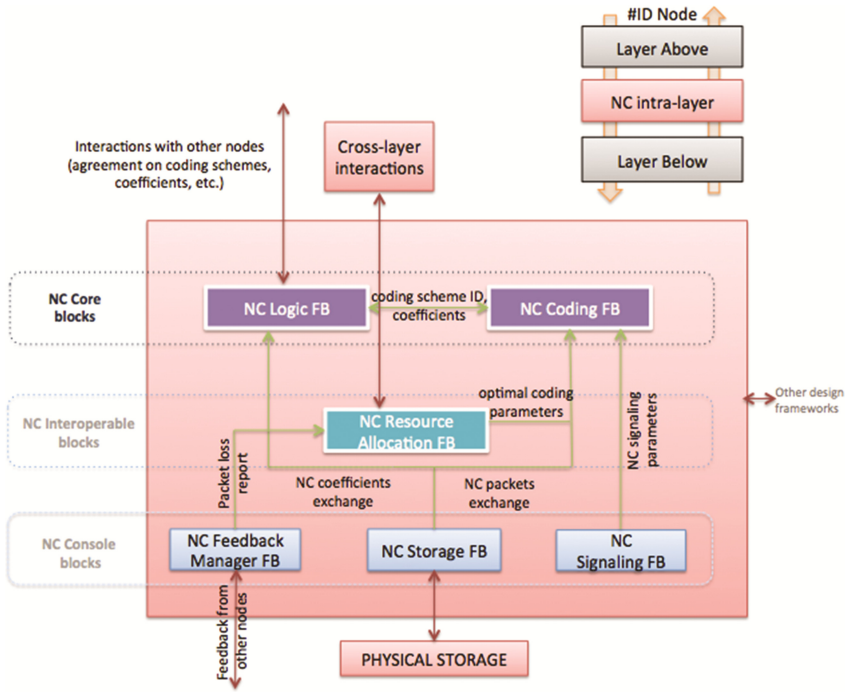 #ID Node
Layer Above
NC intra-layer
Layer Below
Interactions with other nodes
(agreement on coding schemes,
coefficients, etc.)
Cross-layer
interactions
NC Core
blocks
NC Logic FB
coding scheme ID,
coefficients
NC Coding FB
NC Interoperable
blocks
NC Resource
Allocation FB
optimal coding
parameters
NC signaling
parameters
Other design
frameworks
Packet loss
report
NC coefficients
exchange
NC packets
exchange
NC Console
blocks
NC Feedback
Manager FB
NC Storage FB
NC
Signaling FB
Feedback from
other nodes
PHYSICAL STORAGE